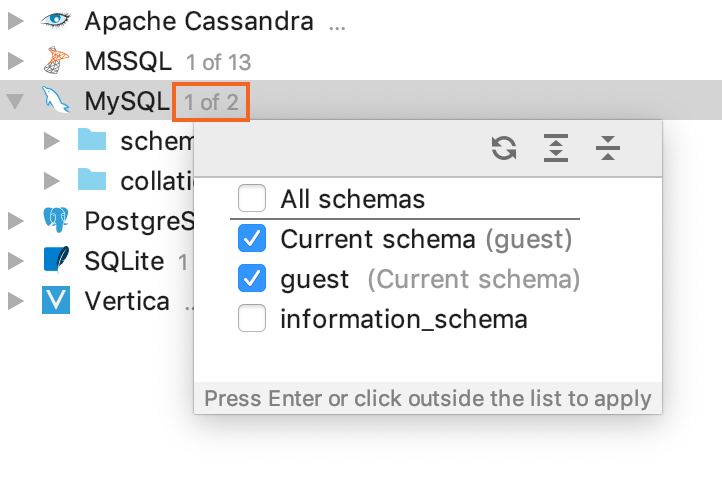 Apache Cassandra ...
MSSQL 1 of 13
MySQL 1 of 2
schem
collati
PostgreS
SQLite 1
Vertica ..
All schemas
Current schema (guest)
guest (Current schema)
information_schema
Press Enter or click outside the list to apply